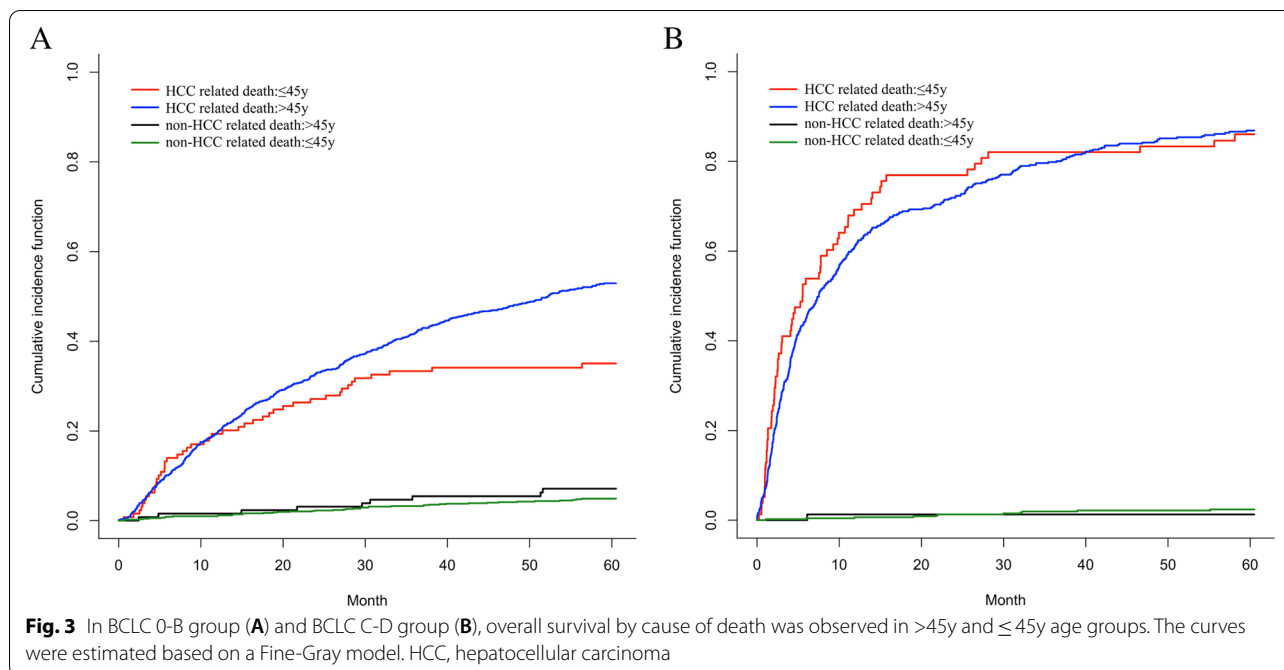 A
Cumulative incidence function
1.0
0.8
0.6
0.4
0.2
0.0
HCC related death:≤45y
HCC related death:>45y
non-HCC related death:>45y
non-HCC related death:≤45y
0 10 20 30 40 50 60
Month
B
Cumulative incidence function
1.0
0.8
0.6
0.4
0.2
0.0
HCC related death:≤45y
HCC related death:>45y
non-HCC related death:>45y
non-HCC related death:≤45y
0 10 20 30 40 50 60
Month
Fig. 3 In BCLC 0-B group (A) and BCLC C-D group (B), overall survival by cause of death was observed in >45y and ≤ 45y age groups. The curves
were estimated based on a Fine-Gray model. HCC, hepatocellular carcinoma